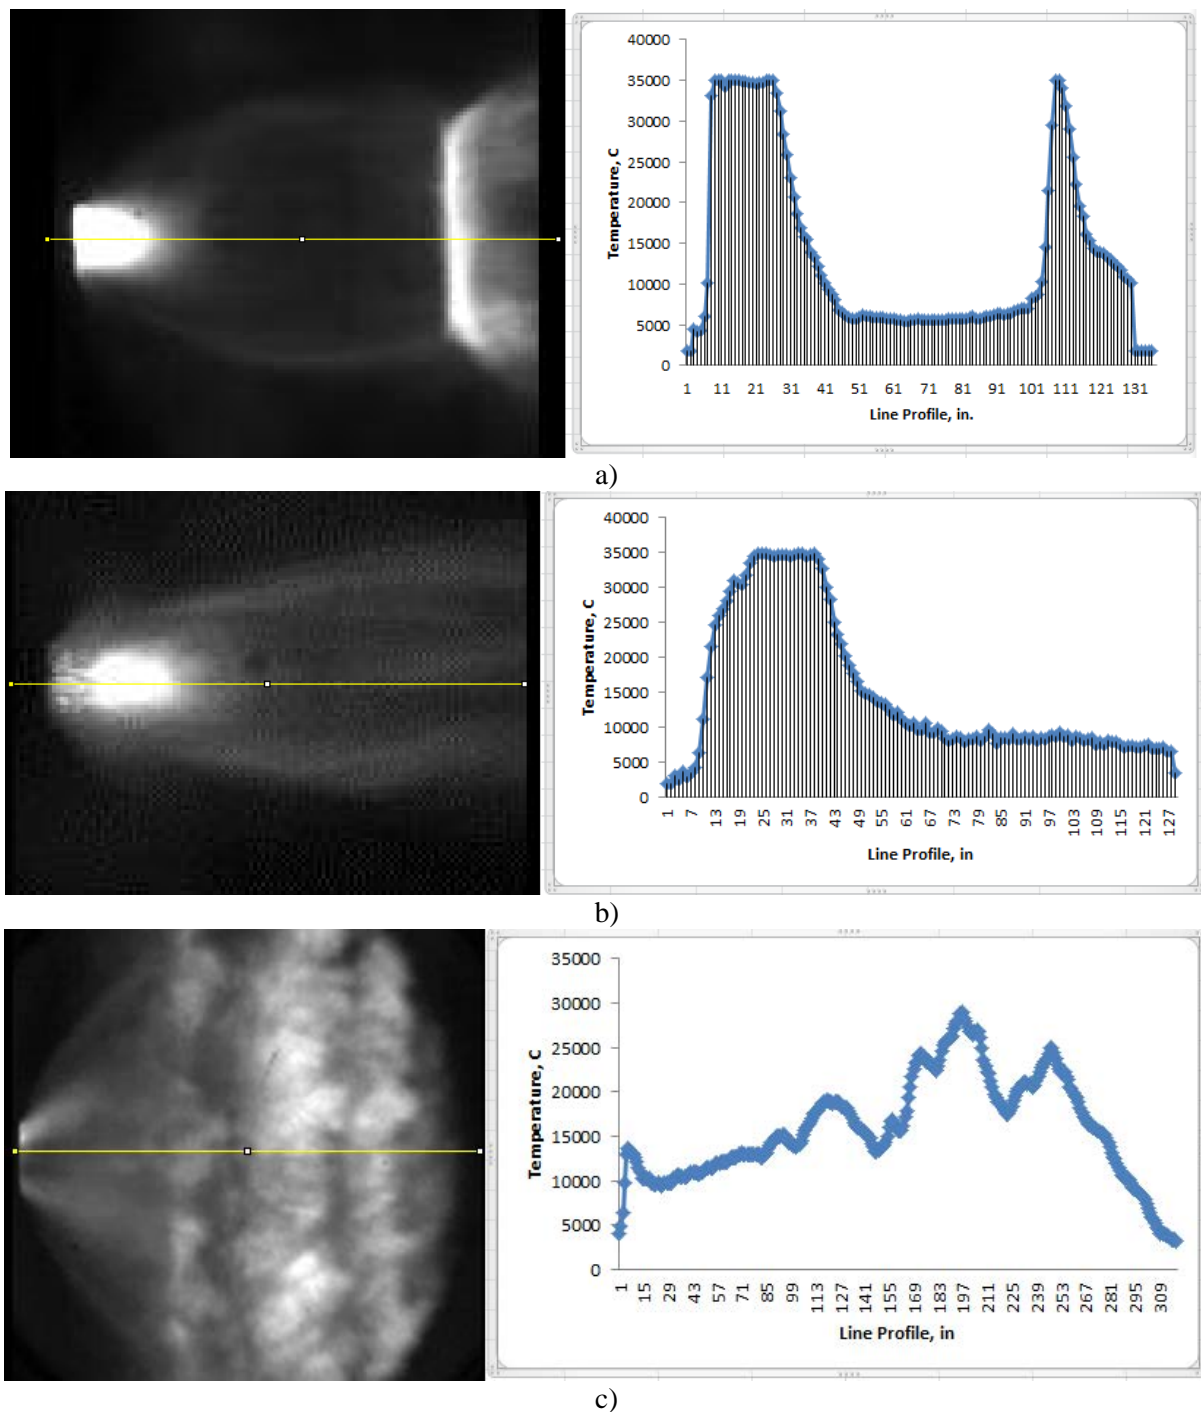 40000
35000
30000
25000
20000
15000
10000
5000
0
Temperature, C
1 11 21 31 41 51 61 71 81 91 101 111 121 131
Line Profile, in.
a)
40000
35000
30000
25000
20000
15000
10000
5000
0
Temperature, C
1 7 13 19 25 31 37 43 49 55 61 67 73 79 85 91 97 103 109 115 121 127
Line Profile, in
b)
35000
30000
25000
20000
15000
10000
5000
0
Temperature, C
1 15 29 43 57 71 85 99 113 127 141 155 169 183 197 211 225 239 253 267 281 295 309
Line Profile, in
c)